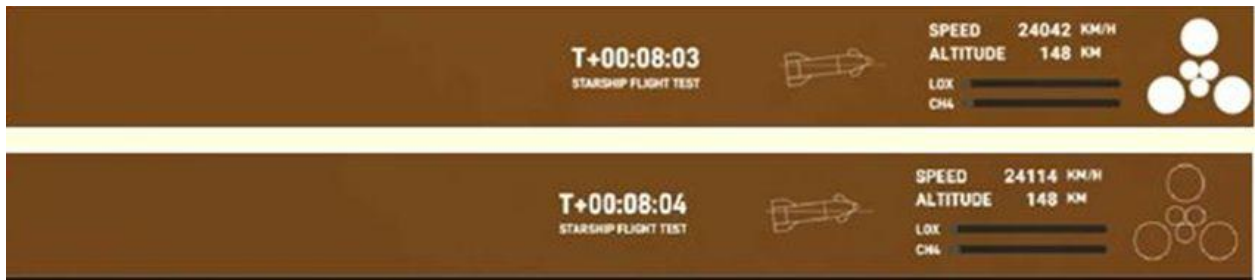 T+00:08:03
STARSHIP FLIGHT TEST
SPEED 24042 KM/H
ALTITUDE 148 KM
LOX
CH4
T+00:08:04
STARSHIP FLIGHT TEST
SPEED 24114 KM/H
ALTITUDE 148 KM
LOX
CH4